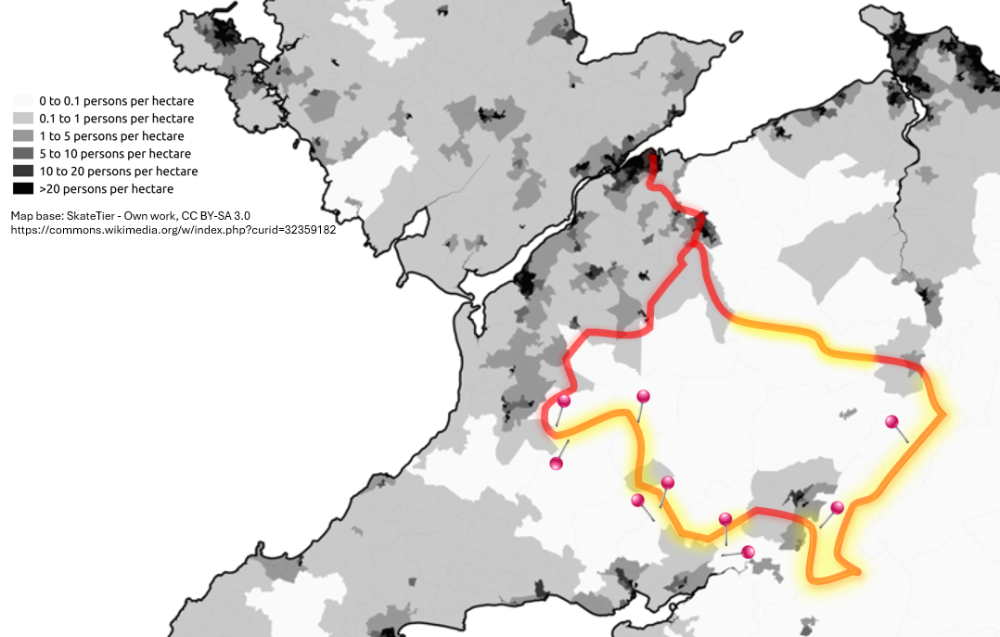 0 to 0.1 persons per hectare
0.1 to 1 persons per hectare
1 to 5 persons per hectare
5 to 10 persons per hectare
10 to 20 persons per hectare
>20 persons per hectare
Map base: SkateTier - Own work, CC BY-SA 3.0
https://commons.wikimedia.org/w/index.php?curid=32359182